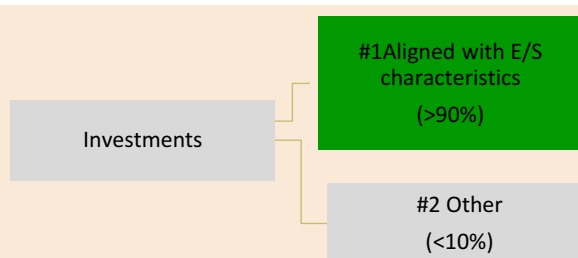 #1Aligned with E/S
characteristics
(>90%)
Investments
#2 Other
(<10%)